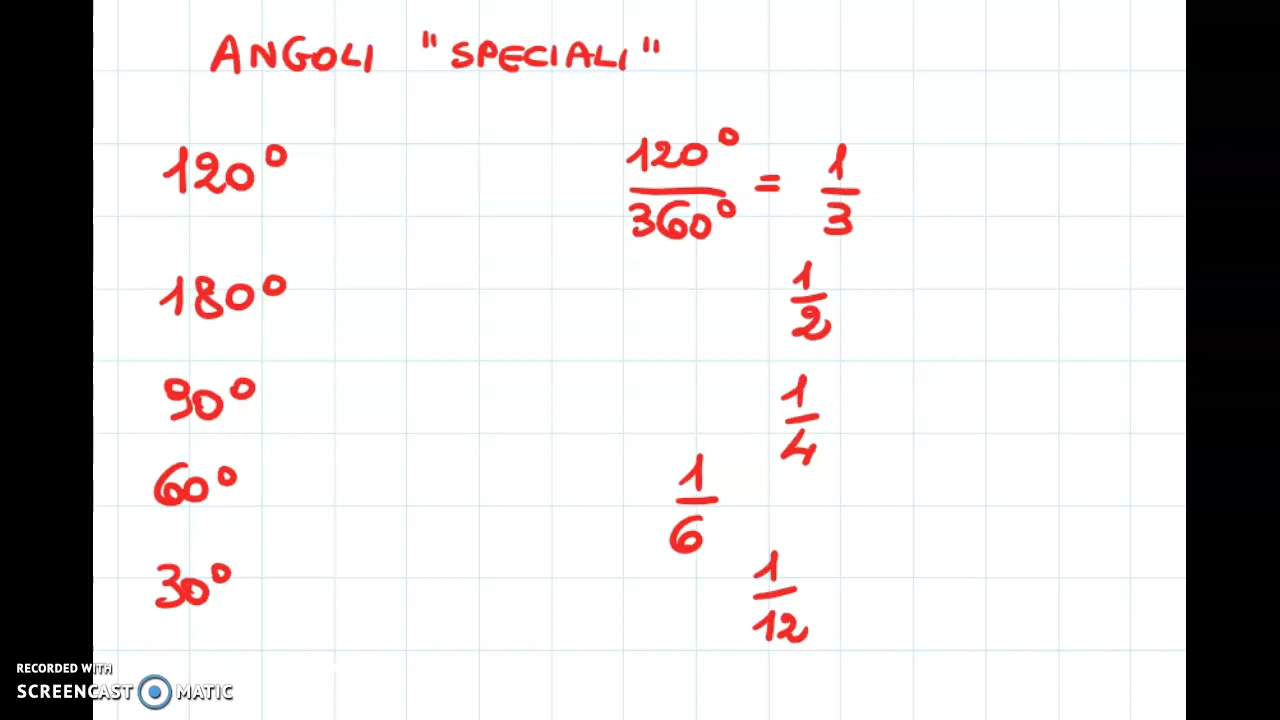 ANGOLI "SPECIALI"
120° 120°/360° = 1/3
180° 1/2
90° 1/4
60° 1/6
30° 1/12
RECORDED WITH
SCREENCAST MATIC